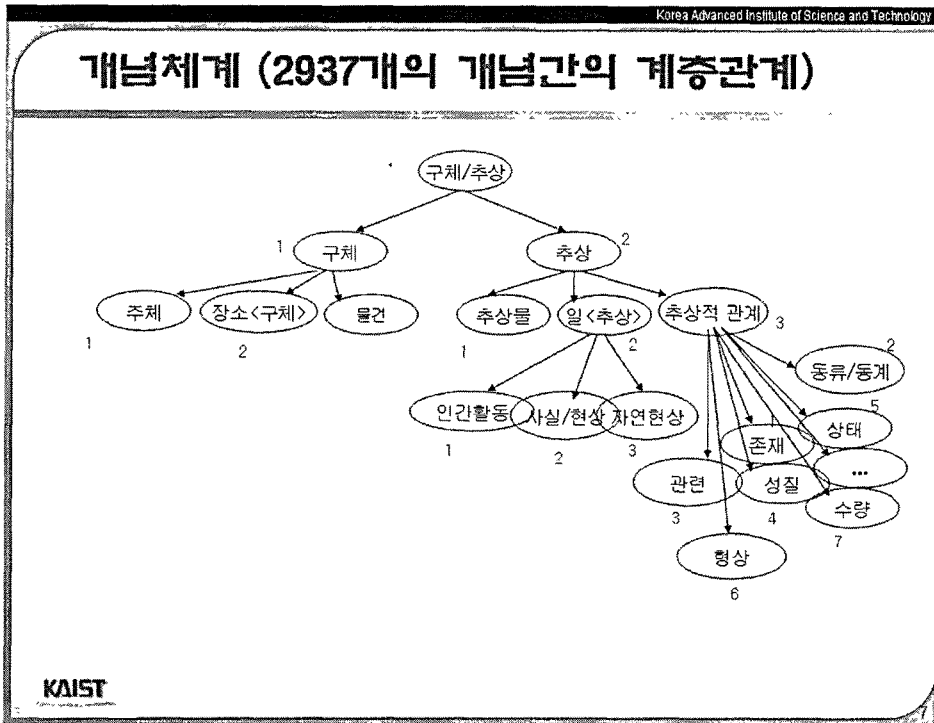 Korea Advanced Institute of Science and Technology
개념체계 (2937개의 개념간의 계층관계)
구체/추상
1 구체
추상 2
주체
장소<구체>
물건
추상물
일<추상>
추상적 관계
1
2
1
2
3
동류/동계 2
인간활동
사실/현상
자연현상
1
2
3
존재 1
상태 5
관련
성질
...
3
4
수량
7
형상
6
KAIST
7